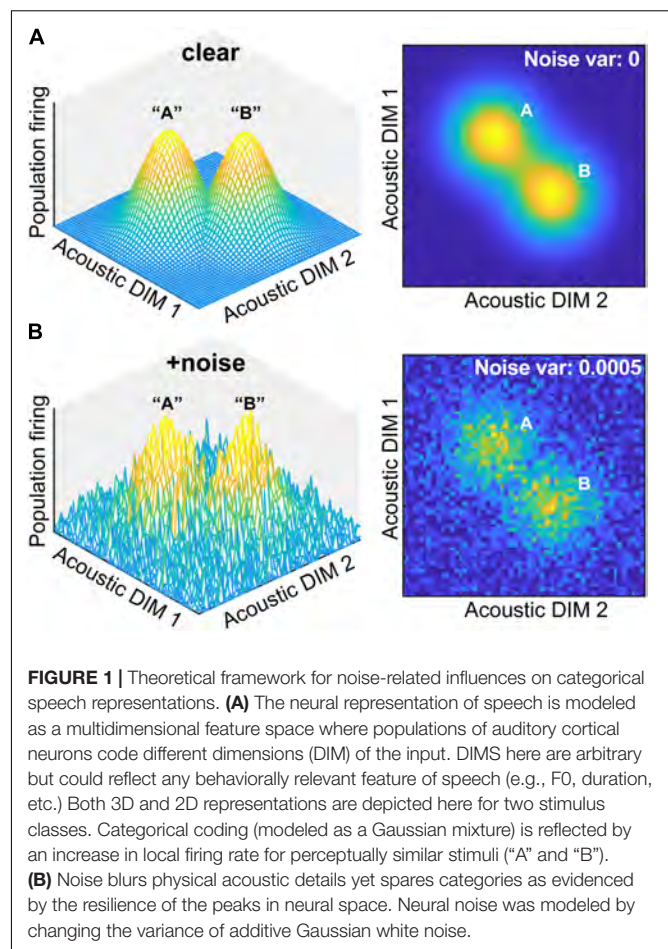 A
clear
"A"
"B"
Population firing
Acoustic DIM 1
Acoustic DIM 2
Noise var: 0
A
B
Acoustic DIM 1
Acoustic DIM 2
B
+noise
"A"
"B"
Population firing
Acoustic DIM 1
Acoustic DIM 2
Noise var: 0.0005
A
B
Acoustic DIM 1
Acoustic DIM 2
FIGURE 1 | Theoretical framework for noise-related influences on categorical
speech representations. (A) The neural representation of speech is modeled
as a multidimensional feature space where populations of auditory cortical
neurons code different dimensions (DIM) of the input. DIMS here are arbitrary
but could reflect any behaviorally relevant feature of speech (e.g., F0, duration,
etc.) Both 3D and 2D representations are depicted here for two stimulus
classes. Categorical coding (modeled as a Gaussian mixture) is reflected by
an increase in local firing rate for perceptually similar stimuli (“A” and “B”).
(B) Noise blurs physical acoustic details yet spares categories as evidenced
by the resilience of the peaks in neural space. Neural noise was modeled by
changing the variance of additive Gaussian white noise.